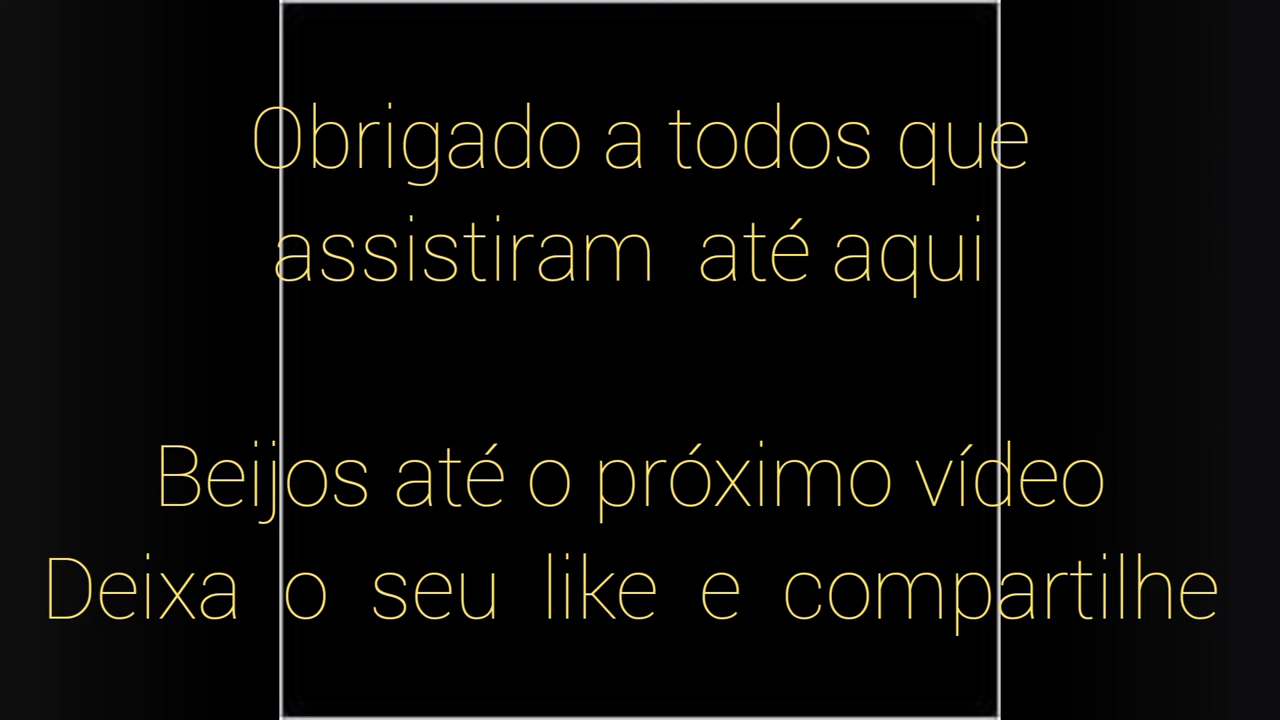 Obrigado a todos que
assistiram até aqui
Beijos até o próximo vídeo
Deixa o seu like e compartilhe